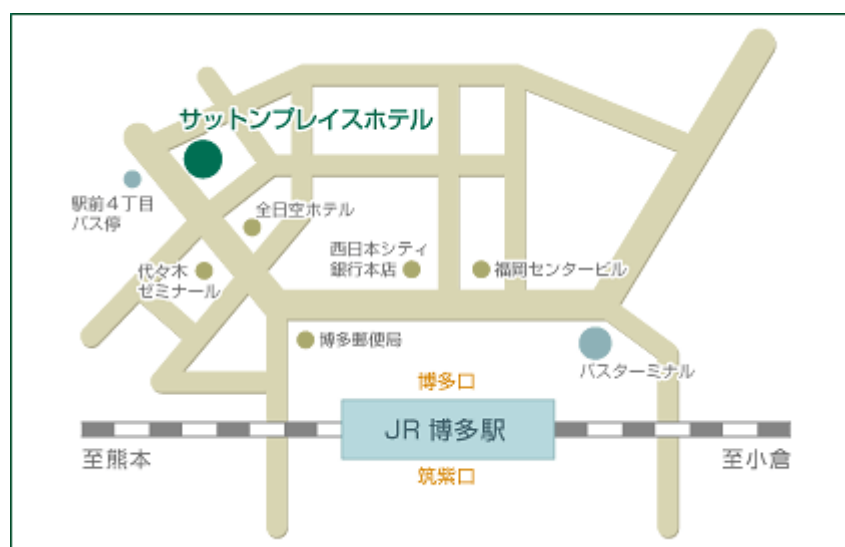 サットンプレイスホテル
駅前4丁目
バス停
全日空ホテル
代々木
ゼミナール
西日本シティ
銀行本店
福岡センタービル
博多郵便局
バスターミナル
博多口
JR 博多駅
至熊本
至小倉
筑紫口